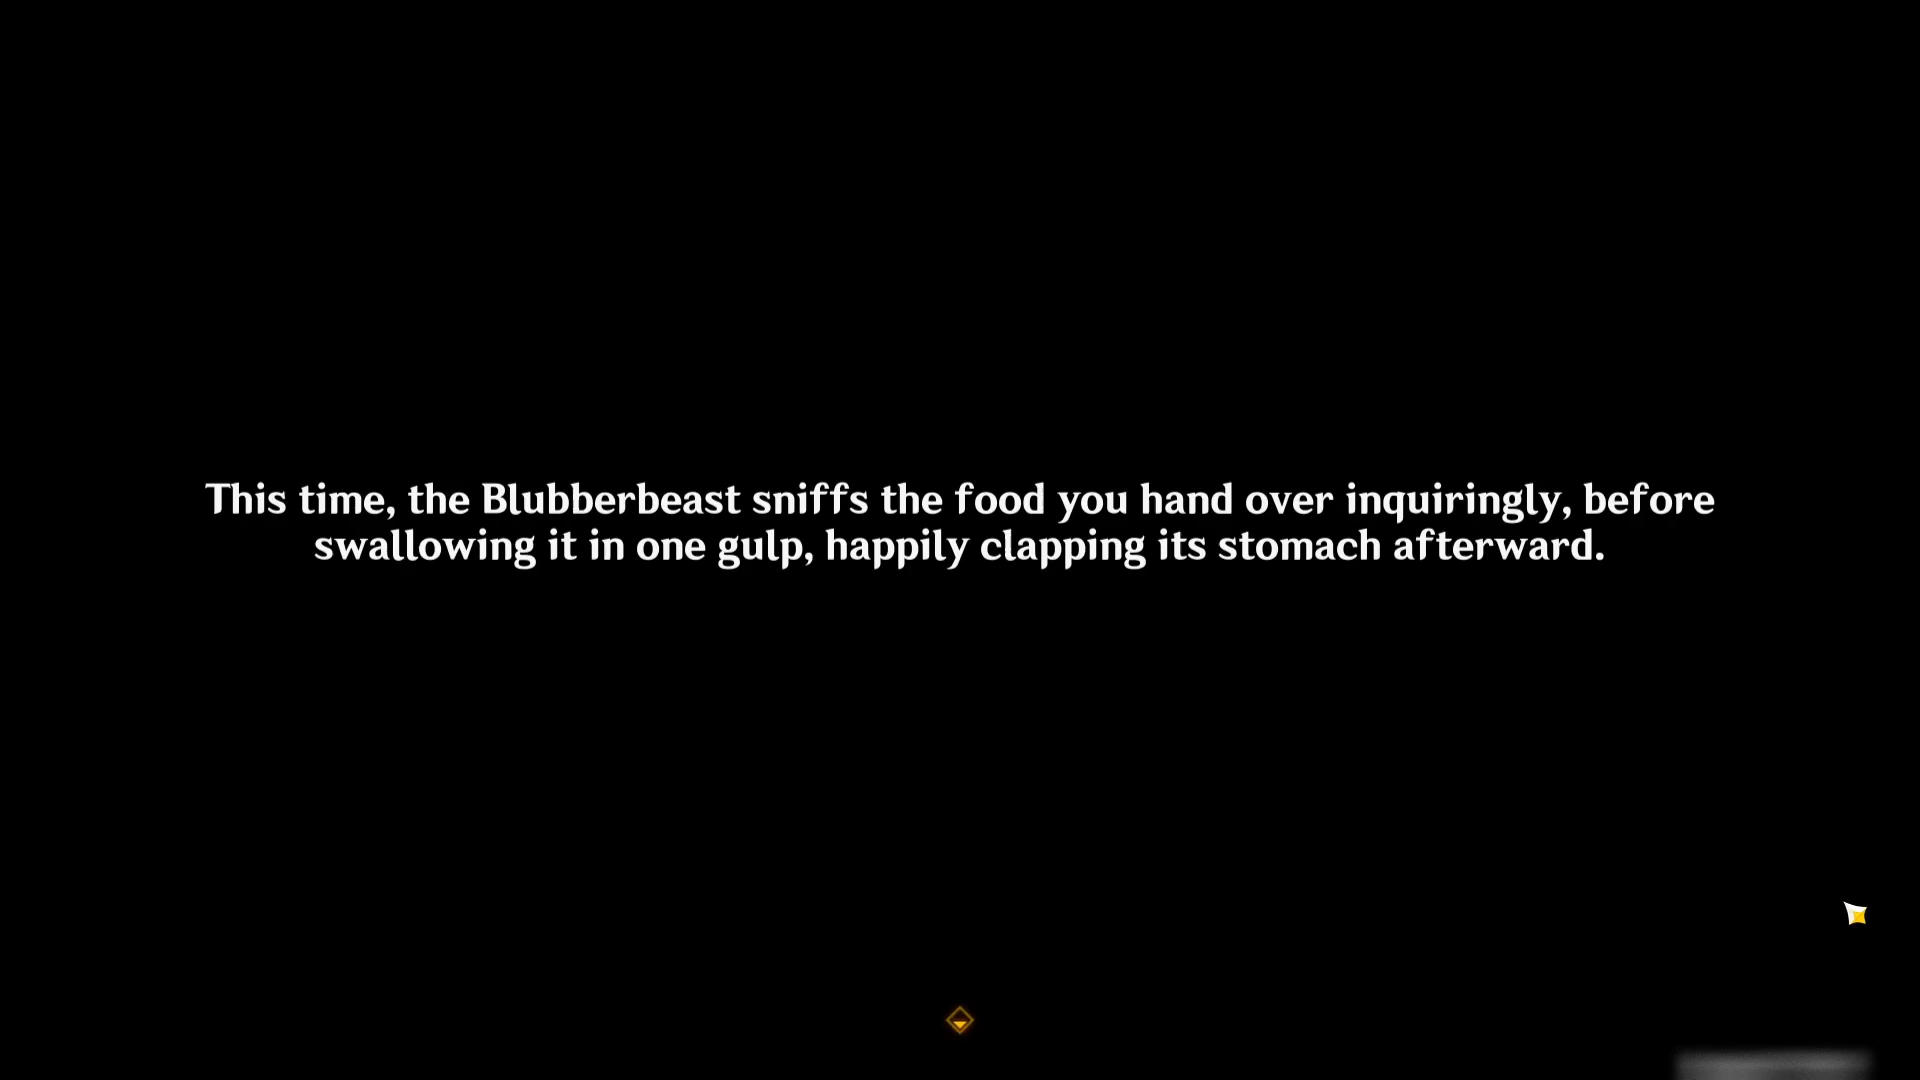 This time, the Blubberbeast sniffs the food you hand over inquiringly, before
swallowing it in one gulp, happily clapping its stomach afterward.